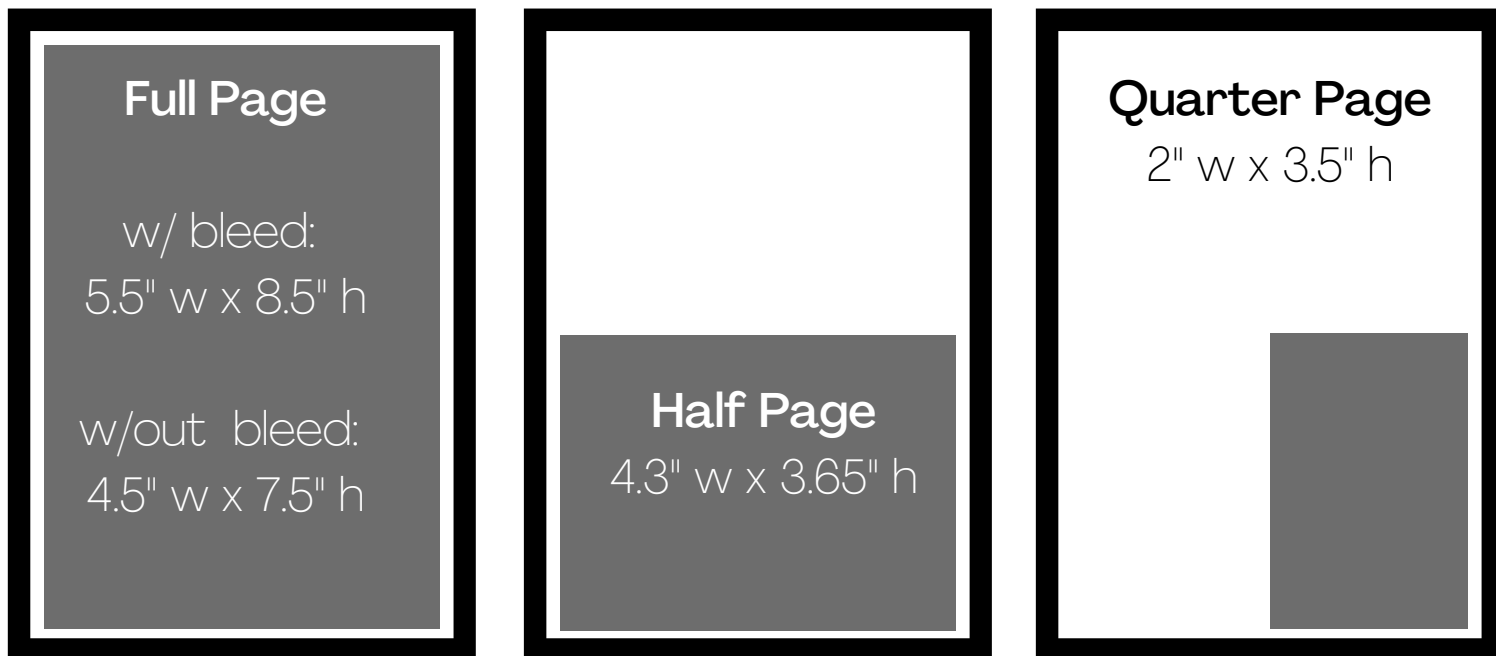 Full Page
w/ bleed:
5.5" w x 8.5" h
w/out bleed:
4.5" w x 7.5" h
Half Page
4.3" w x 3.65" h
Quarter Page
2" w x 3.5" h